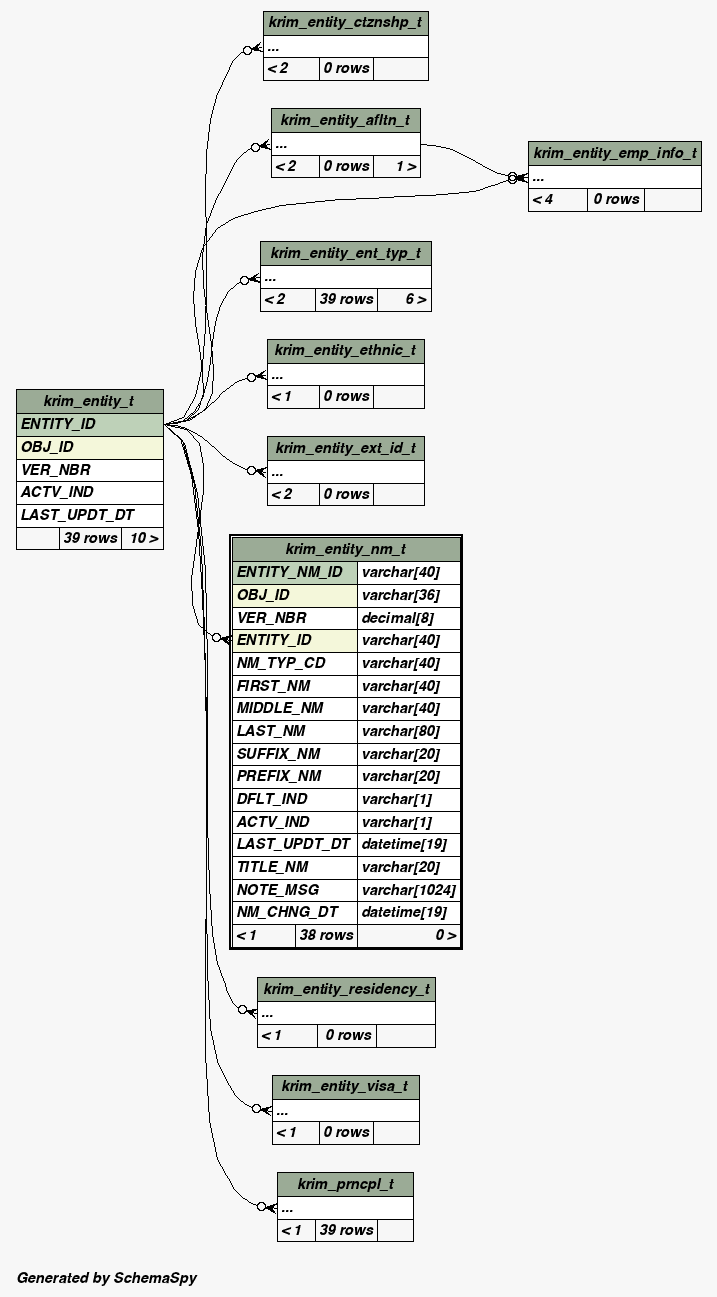 krim_entity_ctznshp_t
...
< 2 0 rows
krim_entity_afltn_t
...
< 2 0 rows 1 >
krim_entity_emp_info_t
...
< 4 0 rows
krim_entity_ent_typ_t
...
< 2 39 rows 6 >
krim_entity_ethnic_t
...
< 1 0 rows
krim_entity_t
ENTITY_ID
OBJ_ID
VER_NBR
ACTV_IND
LAST_UPDT_DT
39 rows 10 >
krim_entity_ext_id_t
...
< 2 0 rows
krim_entity_nm_t
ENTITY_NM_ID varchar[40]
OBJ_ID varchar[36]
VER_NBR decimal[8]
ENTITY_ID varchar[40]
NM_TYP_CD varchar[40]
FIRST_NM varchar[40]
MIDDLE_NM varchar[40]
LAST_NM varchar[80]
SUFFIX_NM varchar[20]
PREFIX_NM varchar[20]
DFLT_IND varchar[1]
ACTV_IND varchar[1]
LAST_UPDT_DT datetime[19]
TITLE_NM varchar[20]
NOTE_MSG varchar[1024]
NM_CHNG_DT datetime[19]
< 1 38 rows 0 >
krim_entity_residency_t
...
< 1 0 rows
krim_entity_visa_t
...
< 1 0 rows
krim_prncpl_t
...
< 1 39 rows
Generated by SchemaSpy